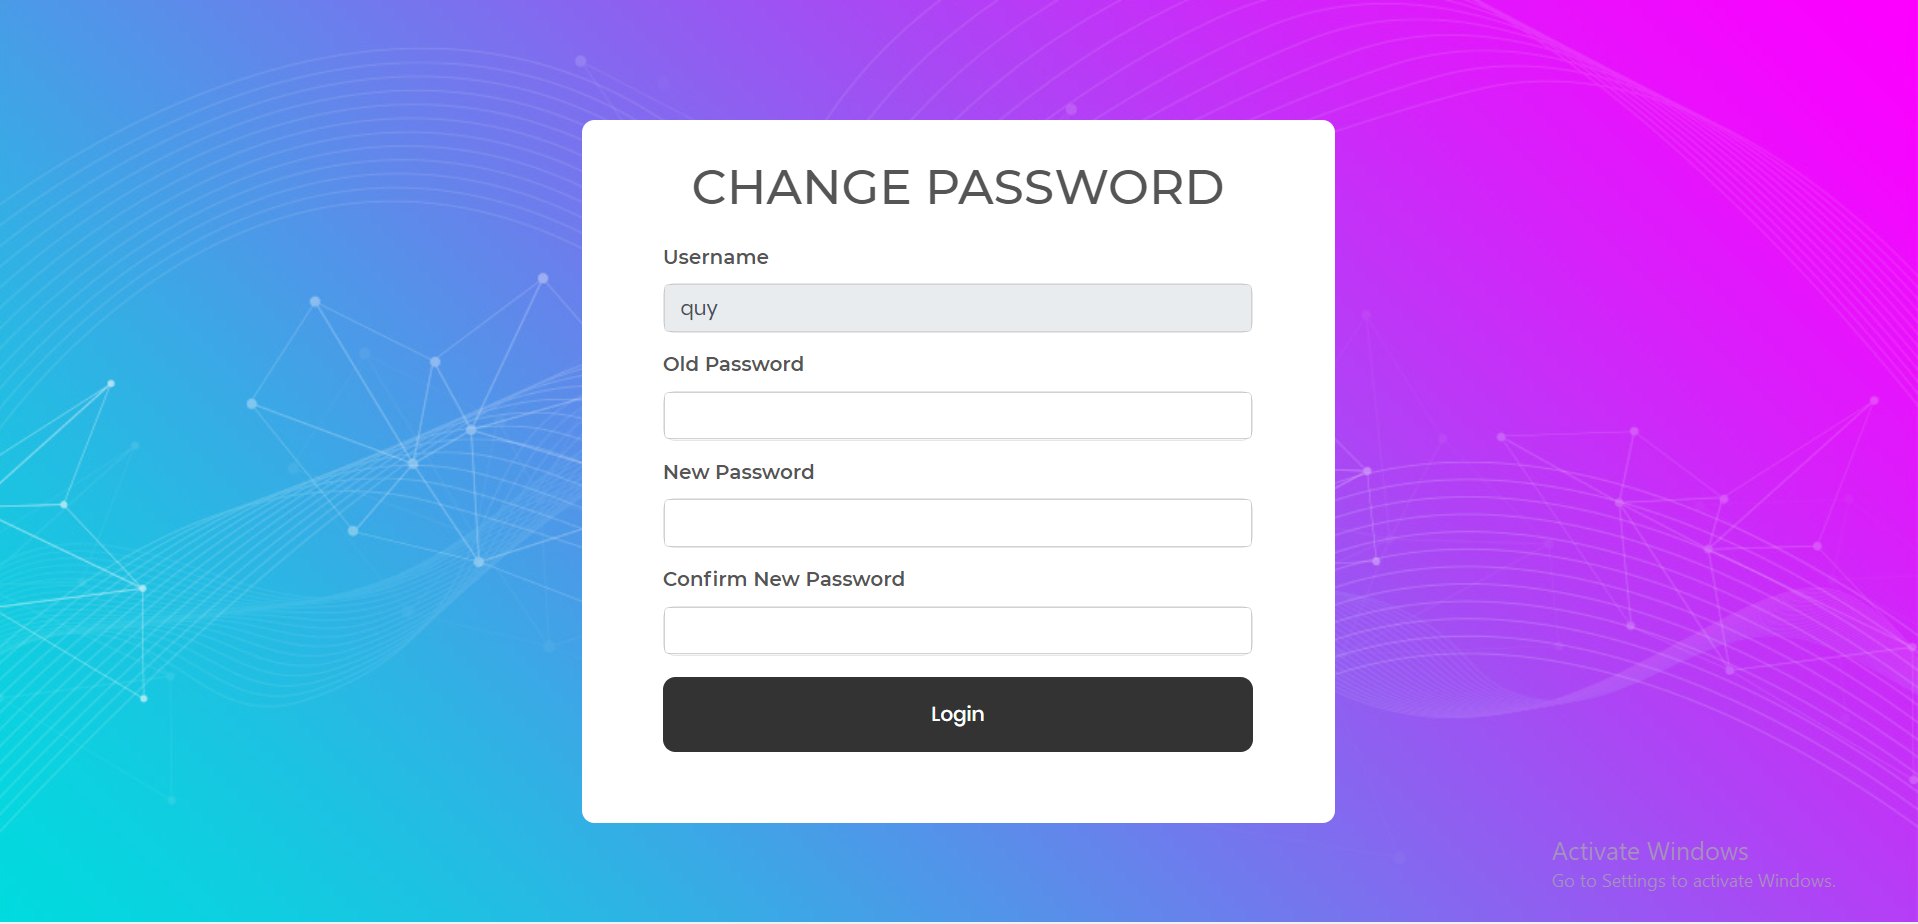 CHANGE PASSWORD
Username
quy
Old Password
New Password
Confirm New Password
Login
Activate Windows
Go to Settings to activate Windows.